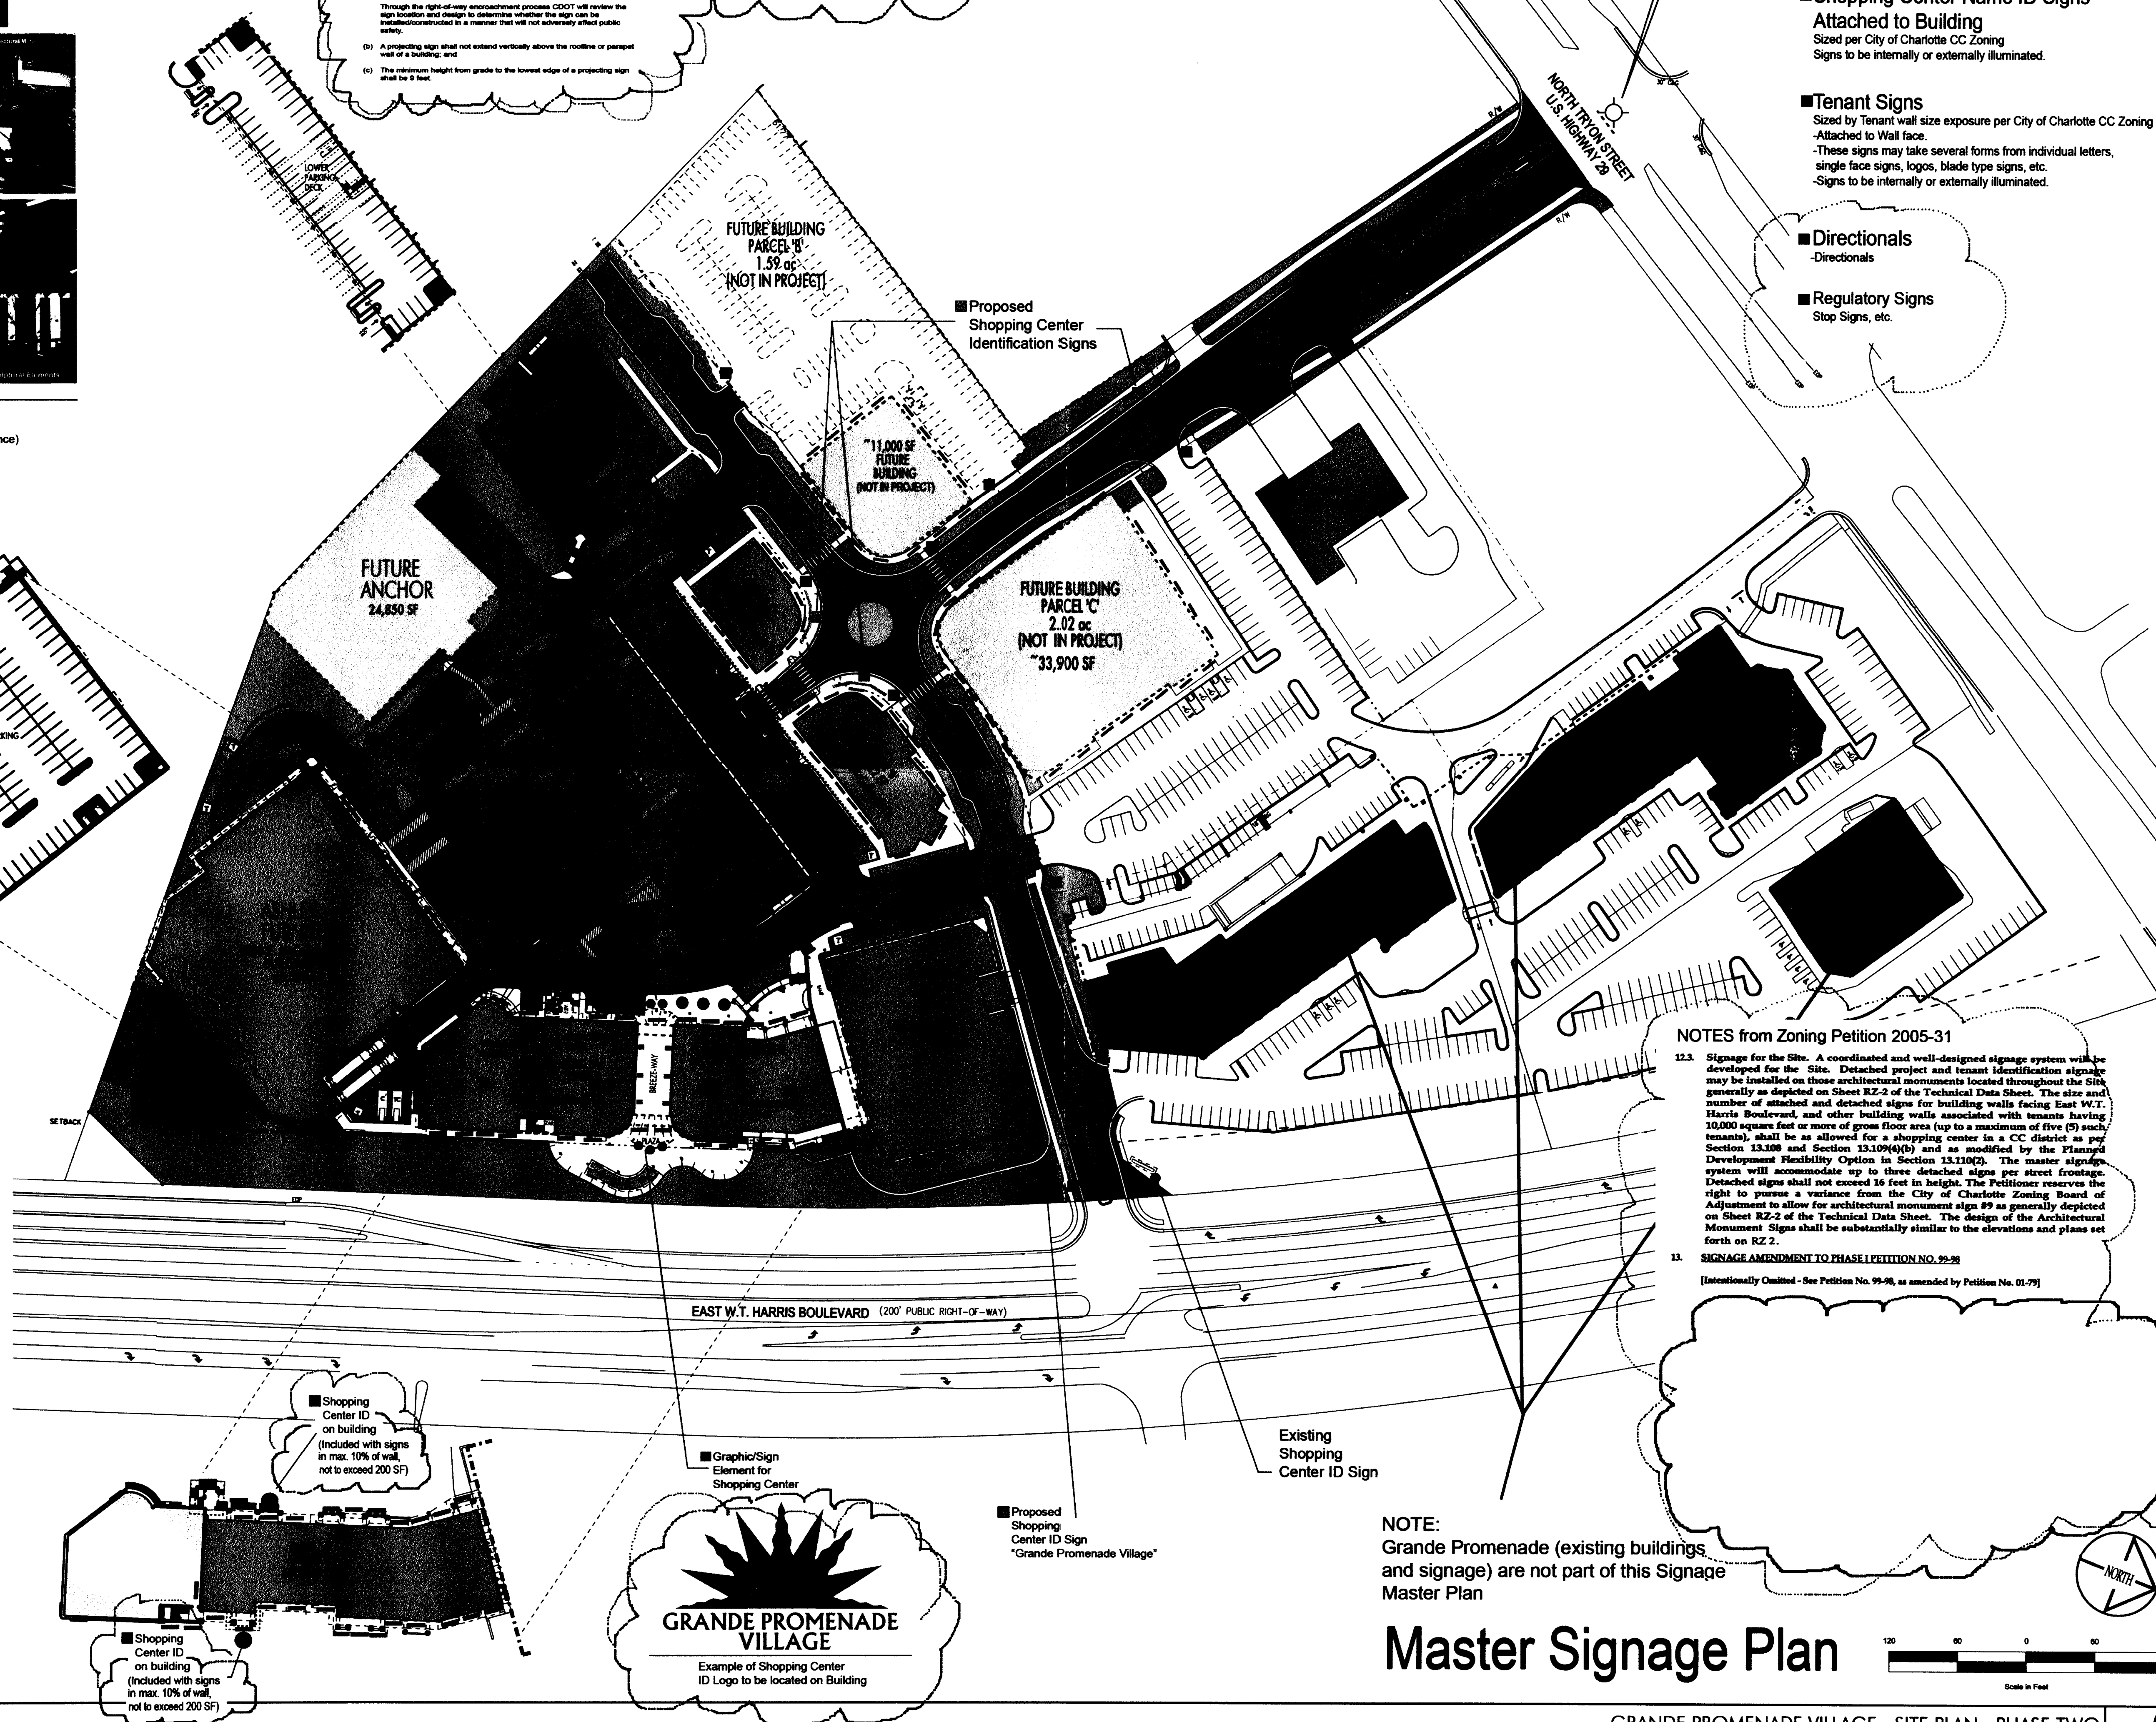 Through the right-of-way encroachment process CDOT will review the
sign location and design to determine whether the sign can be
installed/constructed in a manner that will not adversely affect public
safety.
(b) A projecting sign shall not extend vertically above the roofline or parapet
wall of a building; and
(c) The minimum height from grade to the lowest edge of a projecting sign
shall be 9 feet.
Shopping Center Name ID Signs
Attached to Building
Sized per City of Charlotte CC Zoning
Signs to be internally or externally illuminated.
Tenant Signs
Sized by Tenant wall size exposure per City of Charlotte CC Zoning
-Attached to Wall face.
-These signs may take several forms from individual letters,
single face signs, logos, blade type signs, etc.
-Signs to be internally or externally illuminated.
Directionals
-Directionals
Regulatory Signs
Stop Signs, etc.
NORTH TRYON STREET
U.S. HIGHWAY 29
R/W
R/W
30' C&G
LOWER
PARKING
DECK
FUTURE BUILDING
PARCEL 'B'
1.59 ac
(NOT IN PROJECT)
Proposed
Shopping Center
Identification Signs
~11,000 SF
FUTURE
BUILDING
(NOT IN PROJECT)
nce)
FUTURE
ANCHOR
24,850 SF
FUTURE BUILDING
PARCEL 'C'
2..02 ac
(NOT IN PROJECT)
~33,900 SF
KING
BREEZE-WAY
PLAZA
C
TC
SETBACK
EOP
EAST W.T. HARRIS BOULEVARD (200' PUBLIC RIGHT-OF-WAY)
NOTES from Zoning Petition 2005-31
12.3. Signage for the Site. A coordinated and well-designed signage system will be
developed for the Site. Detached project and tenant identification signage
may be installed on those architectural monuments located throughout the Site
generally as depicted on Sheet RZ-2 of the Technical Data Sheet. The size and
number of attached and detached signs for building walls facing East W.T.
Harris Boulevard, and other building walls associated with tenants having
10,000 square feet or more of gross floor area (up to a maximum of five (5) such
tenants), shall be as allowed for a shopping center in a CC district as per
Section 13.108 and Section 13.109(4)(b) and as modified by the Planned
Development Flexibility Option in Section 13.110(2). The master signage
system will accommodate up to three detached signs per street frontage.
Detached signs shall not exceed 16 feet in height. The Petitioner reserves the
right to pursue a variance from the City of Charlotte Zoning Board of
Adjustment to allow for architectural monument sign #9 as generally depicted
on Sheet RZ-2 of the Technical Data Sheet. The design of the Architectural
Monument Signs shall be substantially similar to the elevations and plans set
forth on RZ 2.
13. SIGNAGE AMENDMENT TO PHASE I PETITION NO. 99-98
[Intentionally Omitted - See Petition No. 99-98, as amended by Petition No. 01-79]
Shopping
Center ID
on building
(Included with signs
in max. 10% of wall,
not to exceed 200 SF)
Graphic/Sign
Element for
Shopping Center
Existing
Shopping
Center ID Sign
Proposed
Shopping
Center ID Sign
"Grande Promenade Village"
GRANDE PROMENADE
VILLAGE
Example of Shopping Center
ID Logo to be located on Building
Shopping
Center ID
on building
(Included with signs
in max. 10% of wall,
not to exceed 200 SF)
NOTE:
Grande Promenade (existing buildings
and signage) are not part of this Signage
Master Plan
NORTH
Master Signage Plan
120 60 0 60
Scale in Feet
GRANDE PROMENADE VILLAGE - SITE PLAN - PHASE TWO